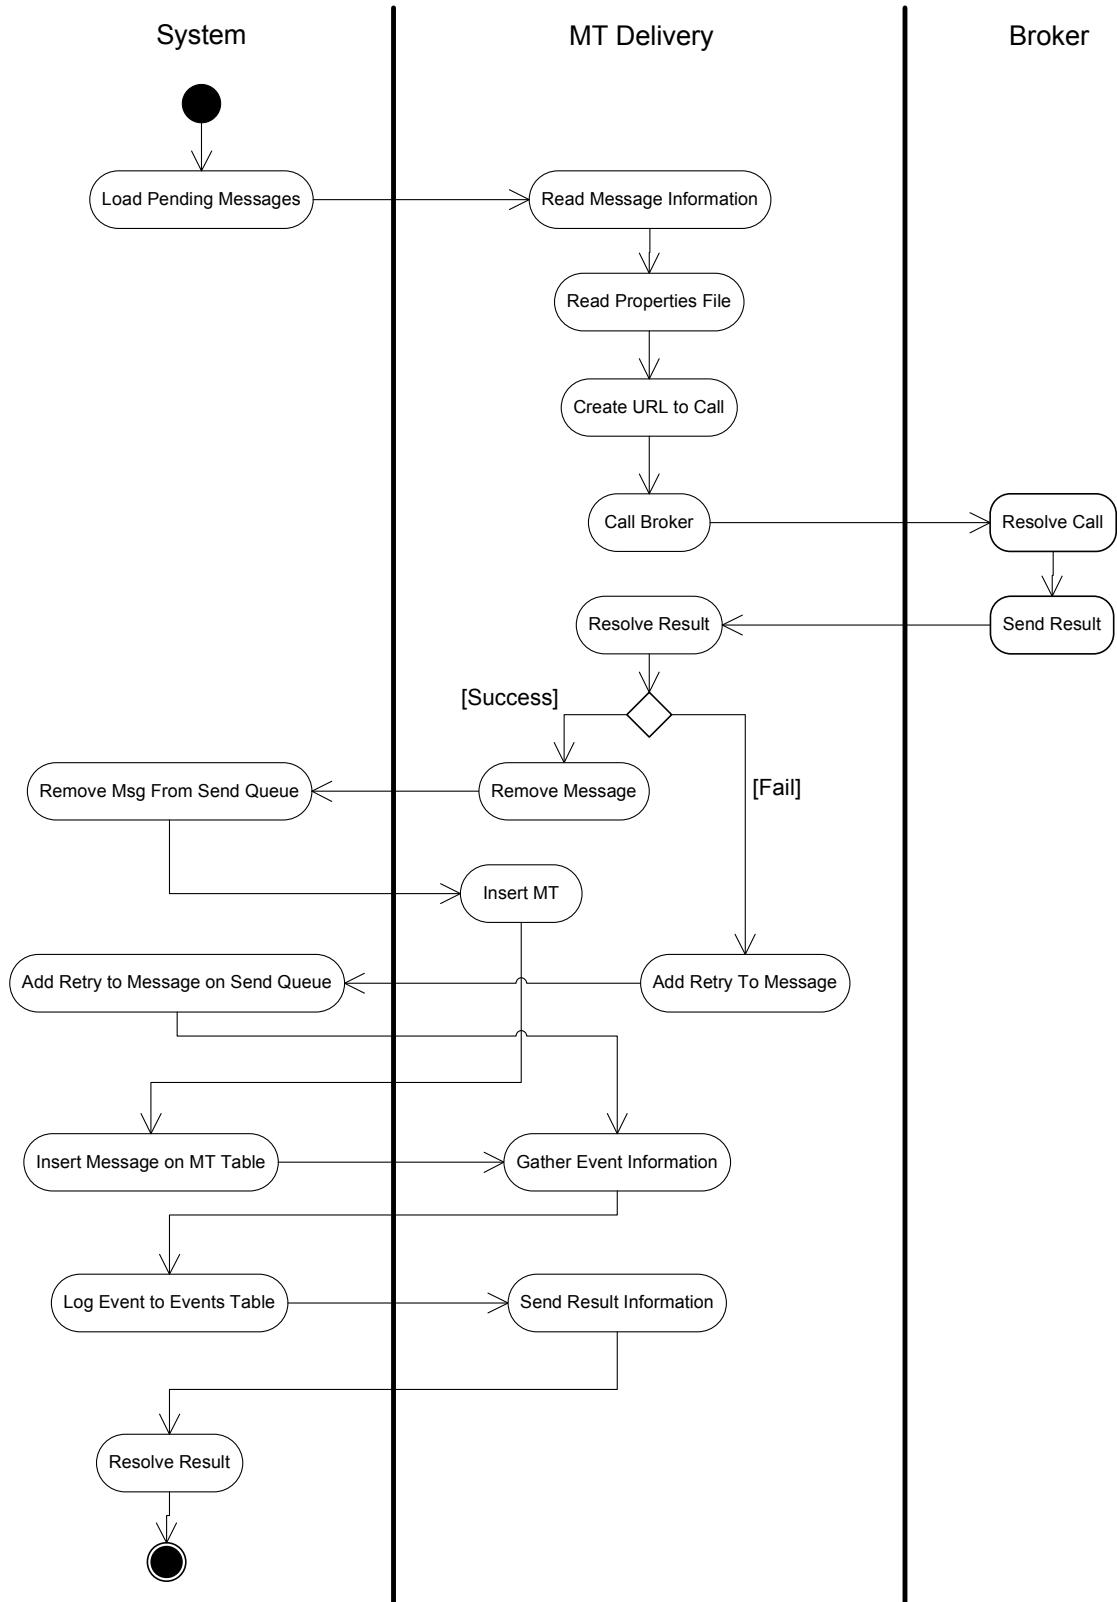 System
MT Delivery
Broker
Load Pending Messages
Read Message Information
Read Properties File
Create URL to Call
Call Broker
Resolve Call
Resolve Result
Send Result
[Success]
[Fail]
Remove Msg From Send Queue
Remove Message
Insert MT
Add Retry to Message on Send Queue
Add Retry To Message
Insert Message on MT Table
Gather Event Information
Log Event to Events Table
Send Result Information
Resolve Result